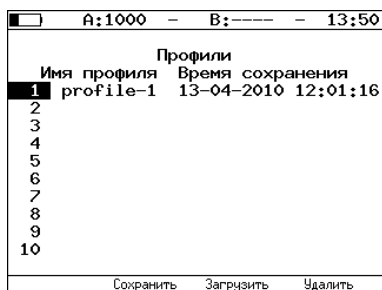 A:1000 – B:---- – 13:50
Профили
Имя профиля Время сохранения
1 profile-1 13-04-2010 12:01:16
2
3
4
5
6
7
8
9
10
Сохранить Загрузить Удалить